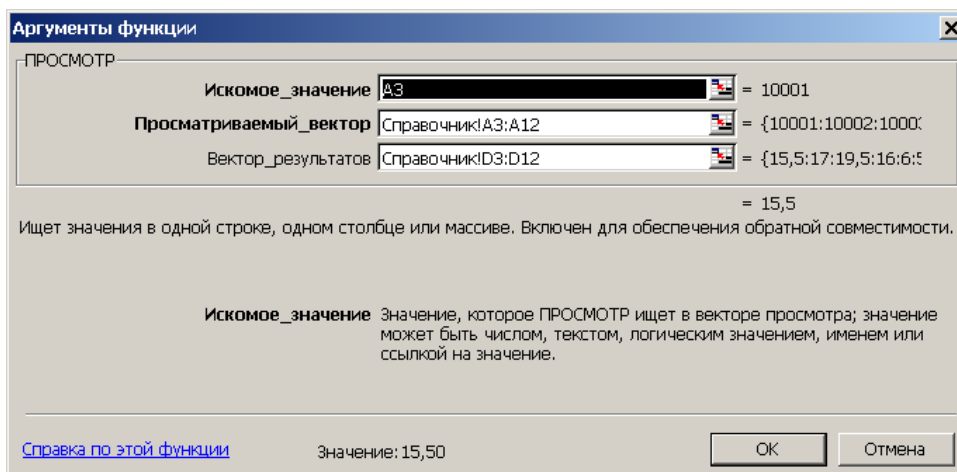 Аргументы функции
ПРОСМОТР
Искомое_значение A3 = 10001
Просматриваемый_вектор Справочник!A3:A12 = {10001:10002:10003
Вектор_результатов Справочник!D3:D12 = {15,5:17:19,5:16:6:5
= 15,5
Ищет значения в одной строке, одном столбце или массиве. Включен для обеспечения обратной совместимости.
Искомое_значение Значение, которое ПРОСМОТР ищет в векторе просмотра; значение
может быть числом, текстом, логическим значением, именем или
ссылкой на значение.
Справка по этой функции Значение: 15,50 OK Отмена